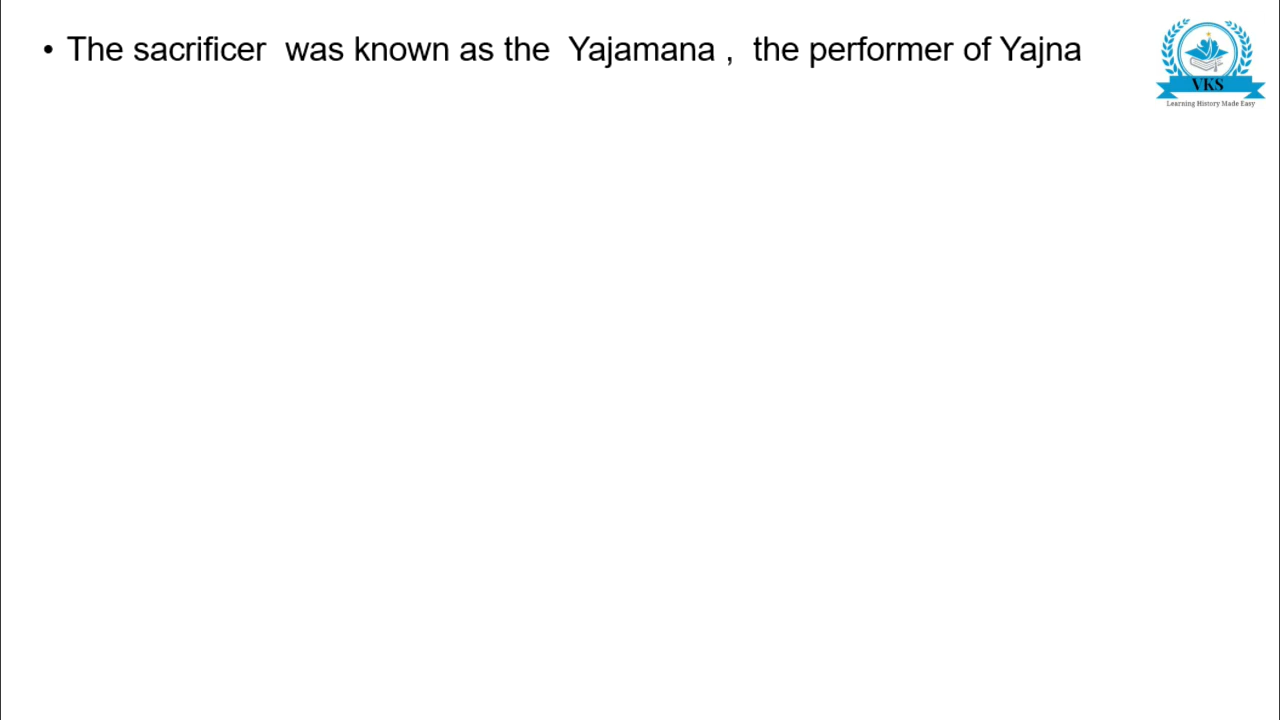 • The sacrificer  was known as the  Yajamana ,  the performer of Yajna
VKS
Learning History Made Easy